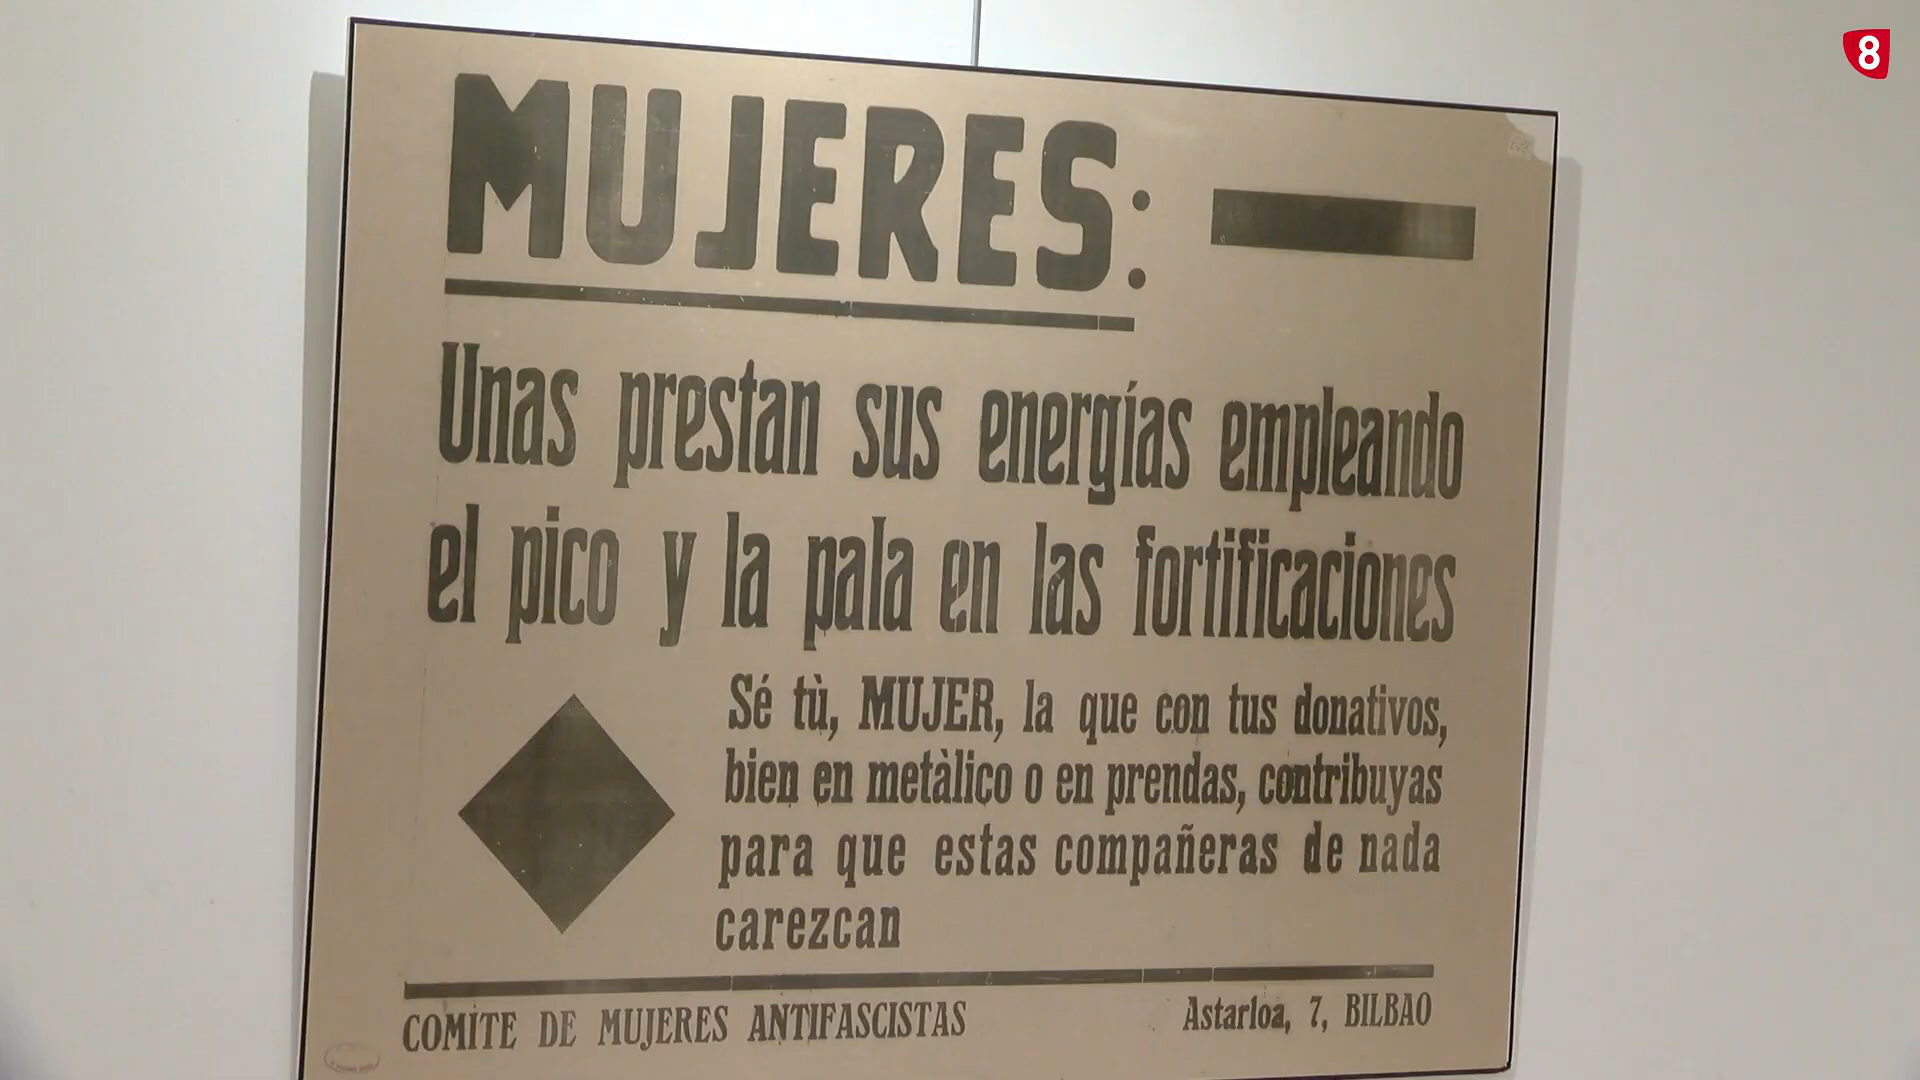 8
MUJERES:
Unas prestan sus energías empleando
el pico y la pala en las fortificaciones
Sé tù, MUJER, la que con tus donativos,
bien en metàlico o en prendas, contribuyas
para que estas compañeras de nada
carezcan
COMITE DE MUJERES ANTIFASCISTAS
Astarloa, 7, BILBAO